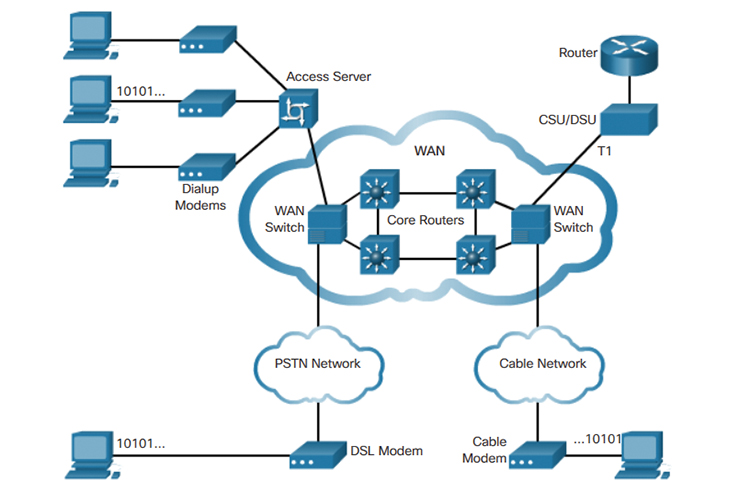 Router
Access Server
10101...
CSU/DSU
T1
WAN
Dialup
Modems
WAN
Switch
Core Routers
WAN
Switch
PSTN Network
Cable Network
10101...
DSL Modem
Cable
Modem
...10101